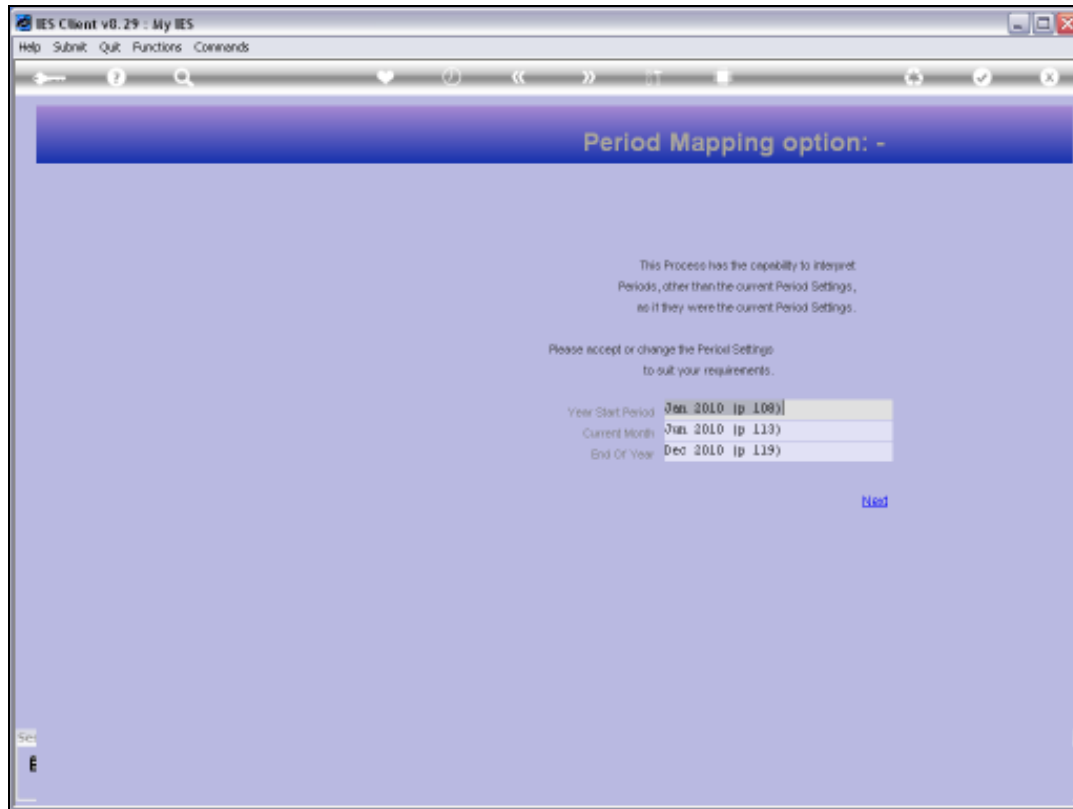 IES Client v8.29 : My IES
Help Submit Quit Functions Commands
Period Mapping option: -
This Process has the capability to interpret
Periods, other than the current Period Settings,
as if they were the current Period Settings.
Please accept or change the Period Settings
to suit your requirements.
Year Start Period Jan 2010 (p 108)
Current Month Jun 2010 (p 113)
End Of Year Dec 2010 (p 119)
Next